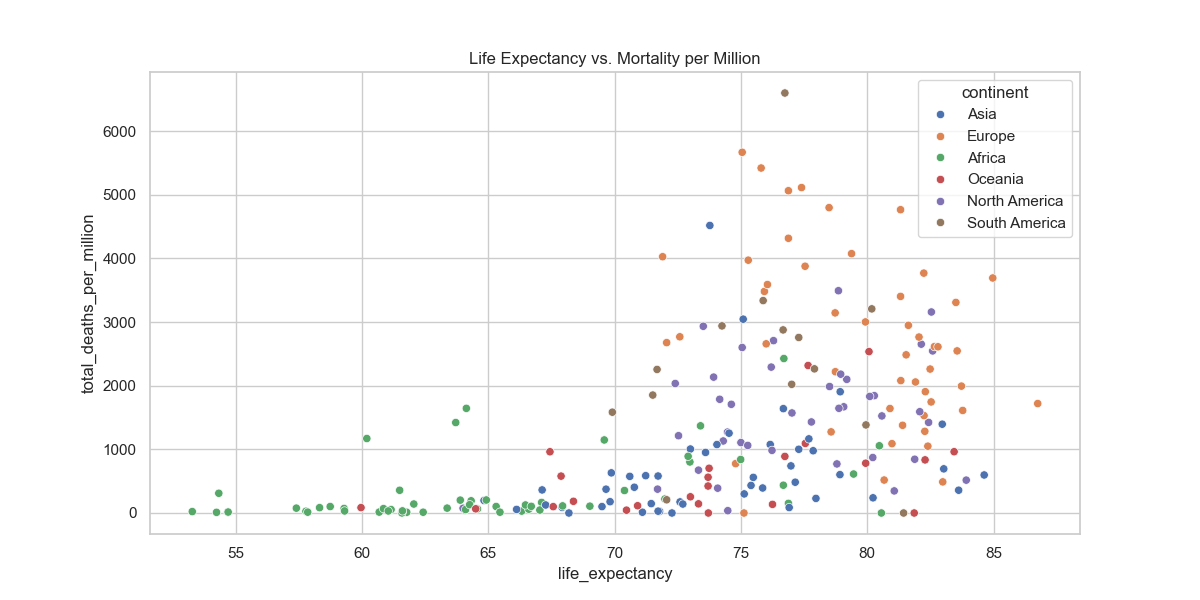 Life Expectancy vs. Mortality per Million
continent
Asia
Europe
Africa
Oceania
North America
South America
total_deaths_per_million
6000
5000
4000
3000
2000
1000
0
55
60
65
70
75
80
85
life_expectancy